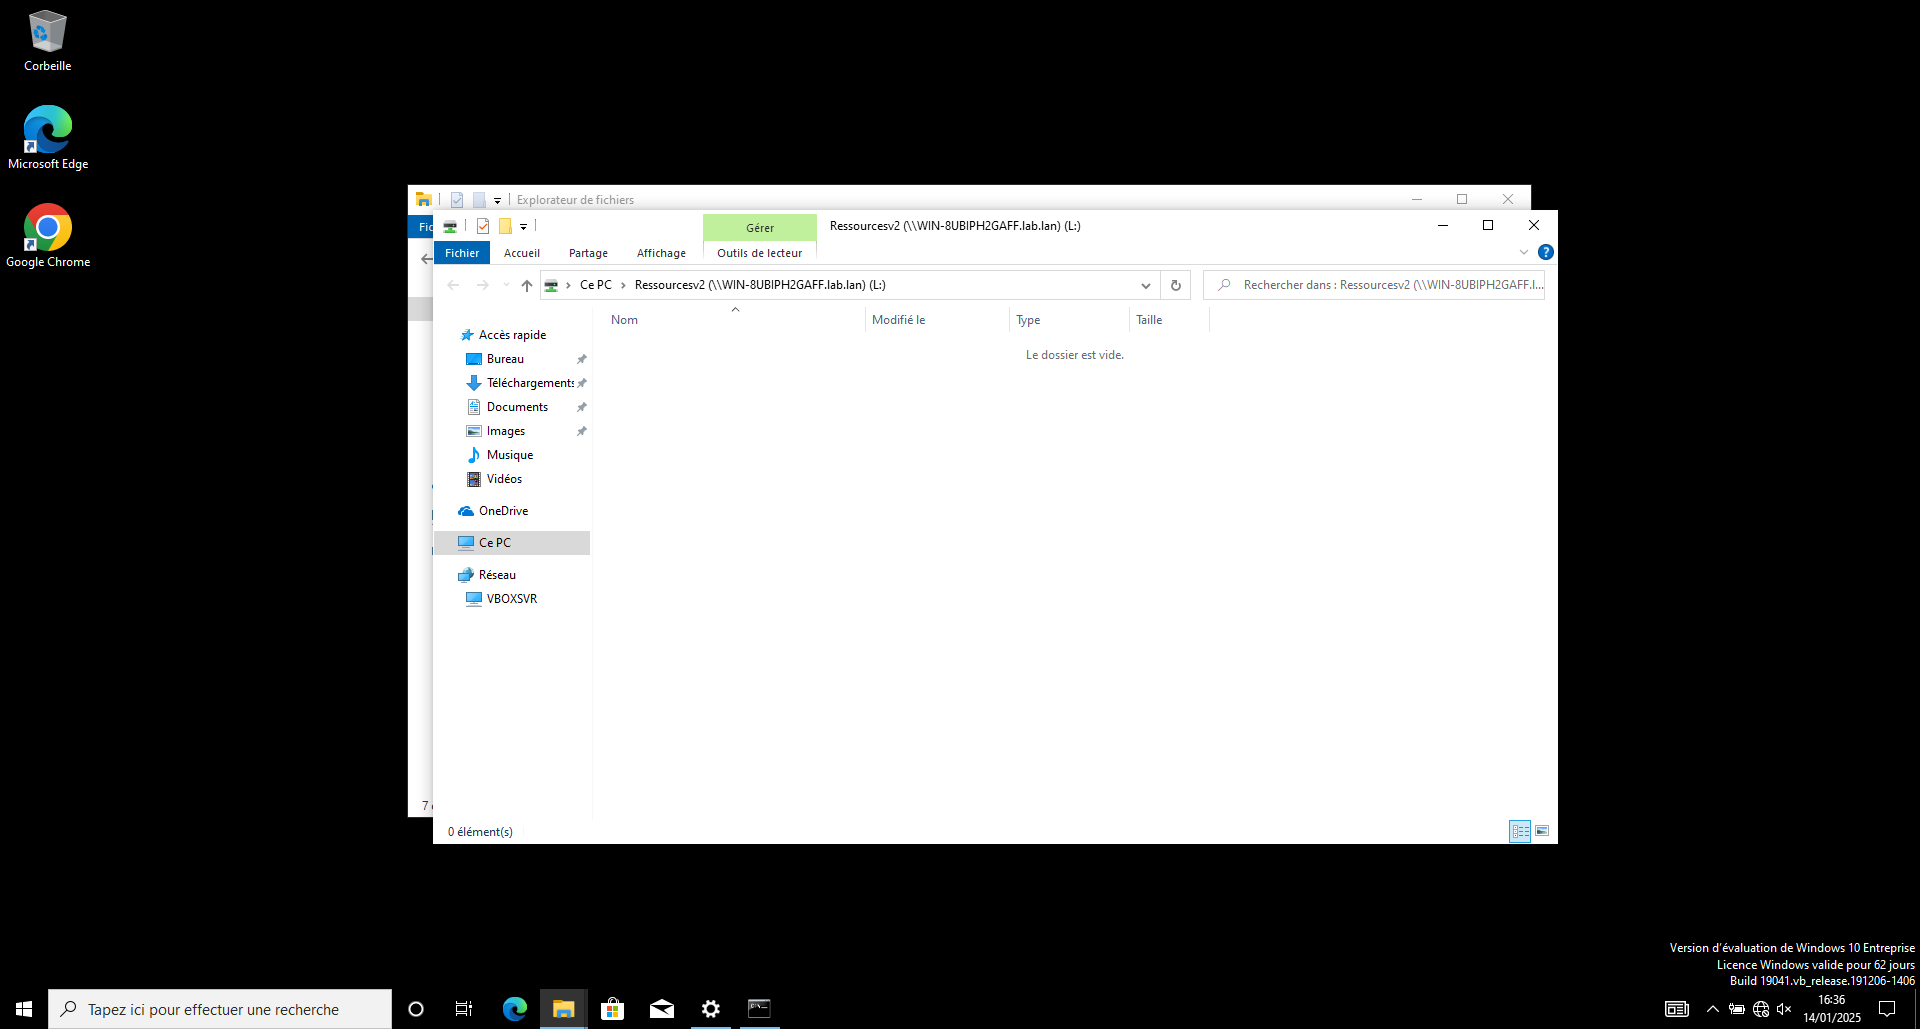 Corbeille
Microsoft Edge
Google Chrome
Explorateur de fichiers
Gérer
Ressourcesv2 (\\WIN-8UBIPH2GAFF.lab.lan) (L:)
Fichier
Accueil
Partage
Affichage
Outils de lecteur
Ce PC
Ressourcesv2 (\\WIN-8UBIPH2GAFF.lab.lan) (L:)
Rechercher dans : Ressourcesv2 (\\WIN-8UBIPH2GAFF.l...
Nom
Modifié le
Type
Taille
Le dossier est vide.
Accès rapide
Bureau
Téléchargements
Documents
Images
Musique
Vidéos
OneDrive
Ce PC
Réseau
VBOXSVR
7
0 élément(s)
Version d'évaluation de Windows 10 Entreprise
Licence Windows valide pour 62 jours
Build 19041.vb_release.191206-1406
Tapez ici pour effectuer une recherche
16:36
14/01/2025